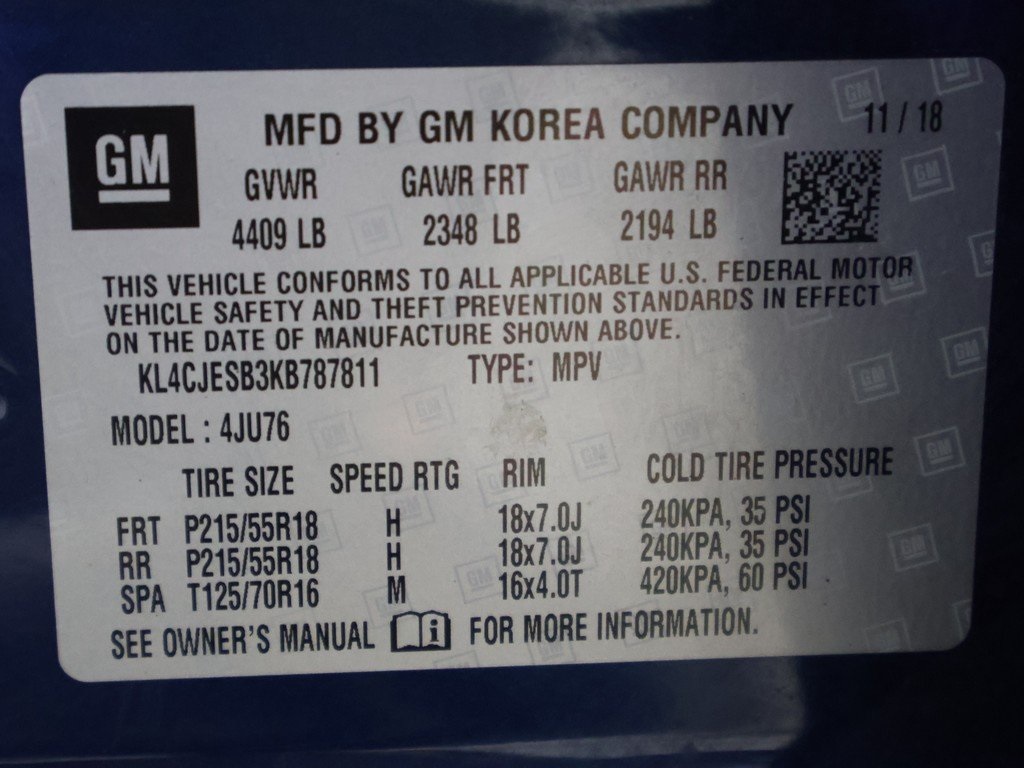 GM
MFD BY GM KOREA COMPANY 11 / 18
GVWR GAWR FRT GAWR RR
4409 LB 2348 LB 2194 LB
THIS VEHICLE CONFORMS TO ALL APPLICABLE U.S. FEDERAL MOTOR
VEHICLE SAFETY AND THEFT PREVENTION STANDARDS IN EFFECT
ON THE DATE OF MANUFACTURE SHOWN ABOVE.
KL4CJESB3KB787811 TYPE: MPV
MODEL : 4JU76
TIRE SIZE SPEED RTG RIM COLD TIRE PRESSURE
FRT P215/55R18 H 18x7.0J 240KPA, 35 PSI
RR P215/55R18 H 18x7.0J 240KPA, 35 PSI
SPA T125/70R16 M 16x4.0T 420KPA, 60 PSI
SEE OWNER'S MANUAL i FOR MORE INFORMATION.